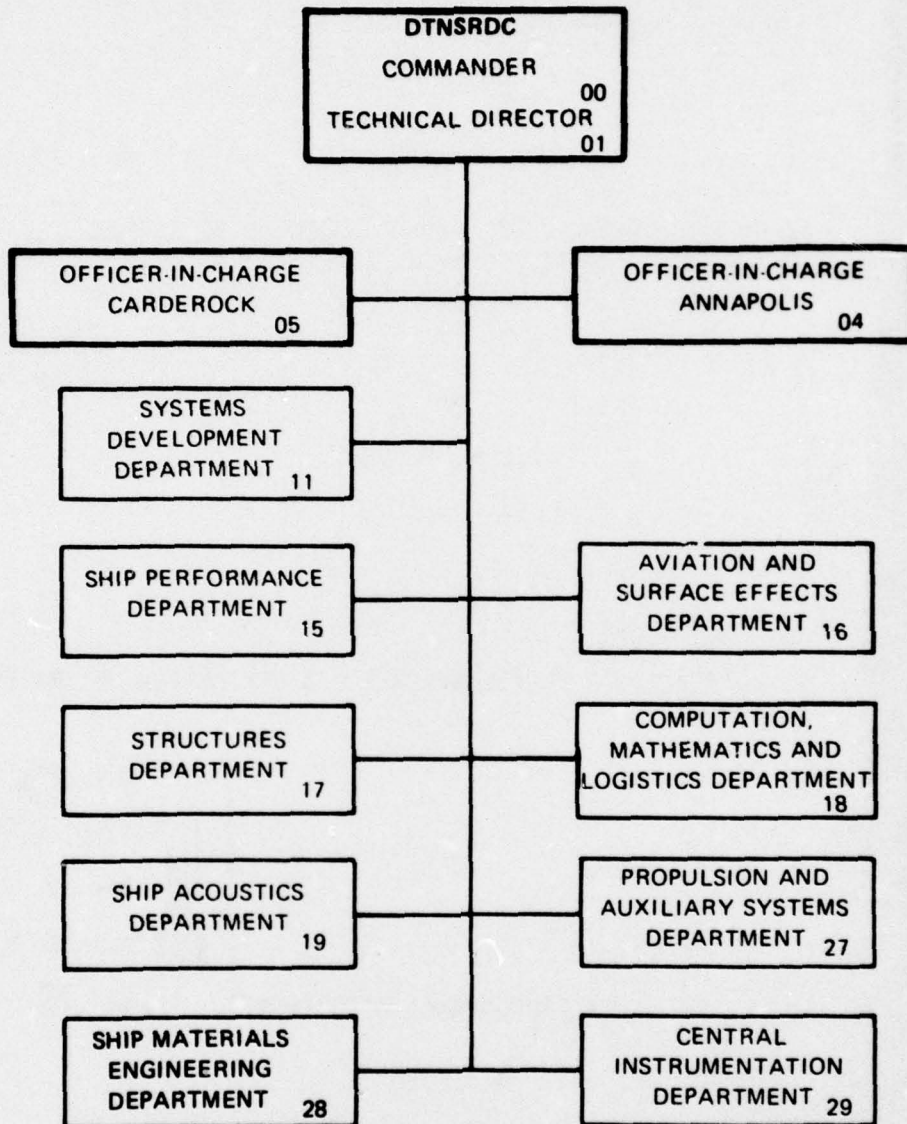 DTNSRDC
COMMANDER
00
TECHNICAL DIRECTOR
01
OFFICER-IN-CHARGE
CARDEROCK
05
OFFICER-IN-CHARGE
ANNAPOLIS
04
SYSTEMS
DEVELOPMENT
DEPARTMENT
11
SHIP PERFORMANCE
DEPARTMENT
15
AVIATION AND
SURFACE EFFECTS
DEPARTMENT
16
STRUCTURES
DEPARTMENT
17
COMPUTATION,
MATHEMATICS AND
LOGISTICS DEPARTMENT
18
SHIP ACOUSTICS
DEPARTMENT
19
PROPULSION AND
AUXILIARY SYSTEMS
DEPARTMENT
27
SHIP MATERIALS
ENGINEERING
DEPARTMENT
28
CENTRAL
INSTRUMENTATION
DEPARTMENT
29